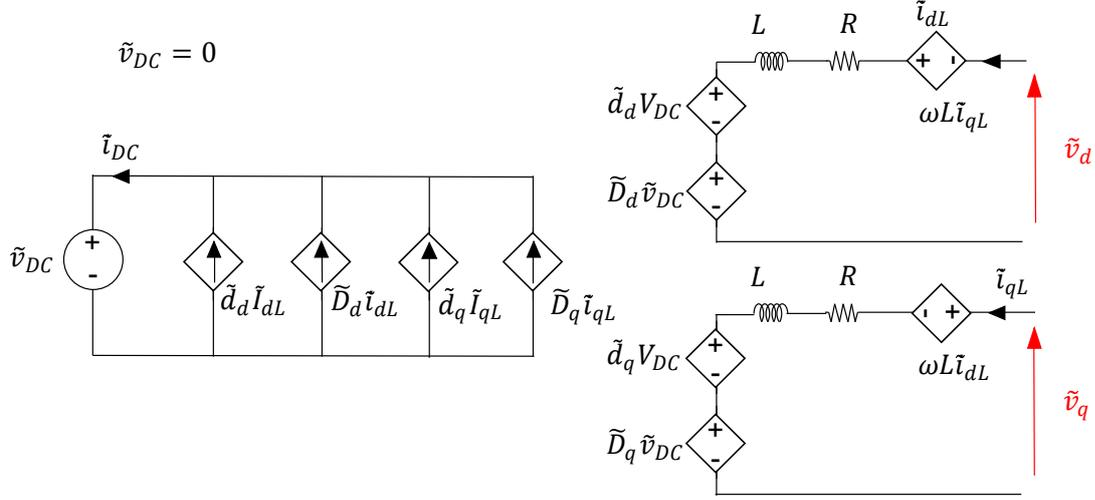 ṽ_DC = 0
ĩ_DC
ṽ_DC
+
-
d̃_d Ĩ_dL
D̃_d ĩ_dL
d̃_q Ĩ_qL
D̃_q ĩ_qL
L
R
ĩ_dL
+ -
ωLĩ_qL
d̃_d V_DC
+
-
D̃_d ṽ_DC
+
-
ṽ_d
L
R
ĩ_qL
- +
ωLĩ_dL
d̃_q V_DC
+
-
D̃_q ṽ_DC
+
-
ṽ_q